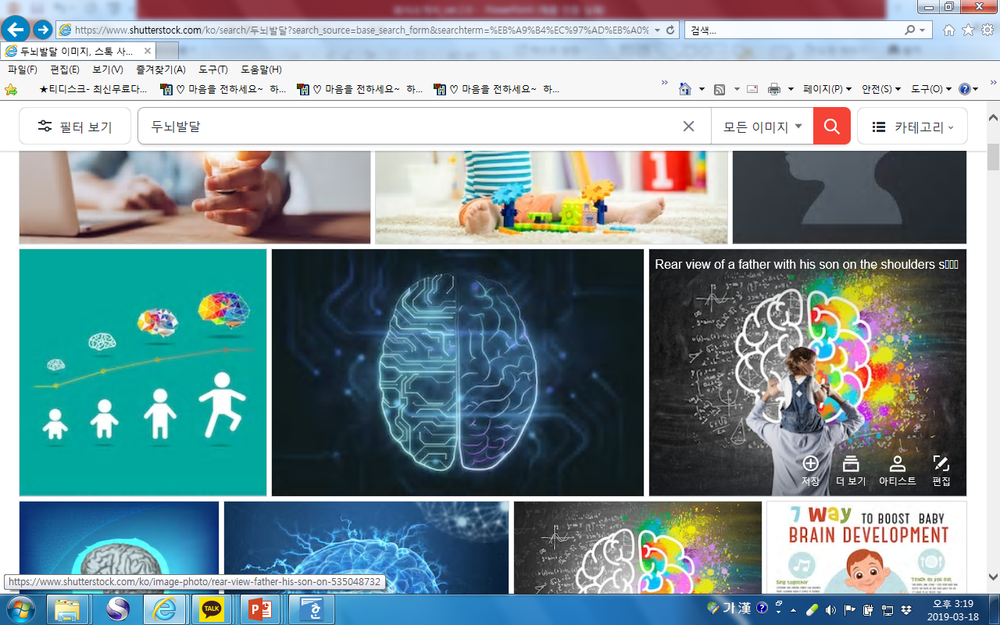 https://www.shutterstock.com/ko/search/두뇌발달?search_source=base_search_form&searchterm=%EB%A9%B4%EC%97%AD%EB%A0%
검색...
두뇌발달 이미지, 스톡 사...
파일(F) 편집(E) 보기(V) 즐겨찾기(A) 도구(T) 도움말(H)
★티디스크- 최신무료다... ♡ 마음을 전하세요~ 하... ♡ 마음을 전하세요~ 하... ♡ 마음을 전하세요~ 하...
페이지(P) 안전(S) 도구(O)
필터 보기
두뇌발달
모든 이미지
카테고리
1
Rear view of a father with his son on the shoulders s
저장 더 보기 아티스트 편집
7 way TO BOOST BABY
BRAIN DEVELOPMENT
Sing together
Teach as you eat
https://www.shutterstock.com/ko/image-photo/rear-view-father-his-son-on-535048732
TALK
가 漢
오후 3:19
2019-03-18